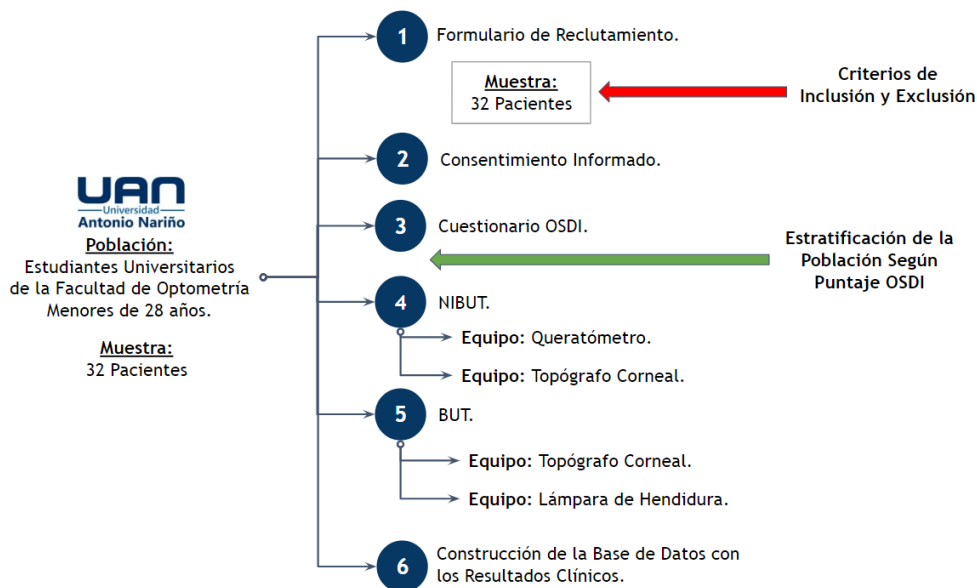 1
Formulario de Reclutamiento.
Muestra:
32 Pacientes
Criterios de
Inclusión y Exclusión
2
Consentimiento Informado.
UAN
Universidad
Antonio Nariño
Población:
Estudiantes Universitarios
de la Facultad de Optometría
Menores de 28 años.
Muestra:
32 Pacientes
3
Cuestionario OSDI.
Estratificación de la
Población Según
Puntaje OSDI
4
NIBUT.
Equipo: Queratómetro.
Equipo: Topógrafo Corneal.
5
BUT.
Equipo: Topógrafo Corneal.
Equipo: Lámpara de Hendidura.
6
Construcción de la Base de Datos con
los Resultados Clínicos.